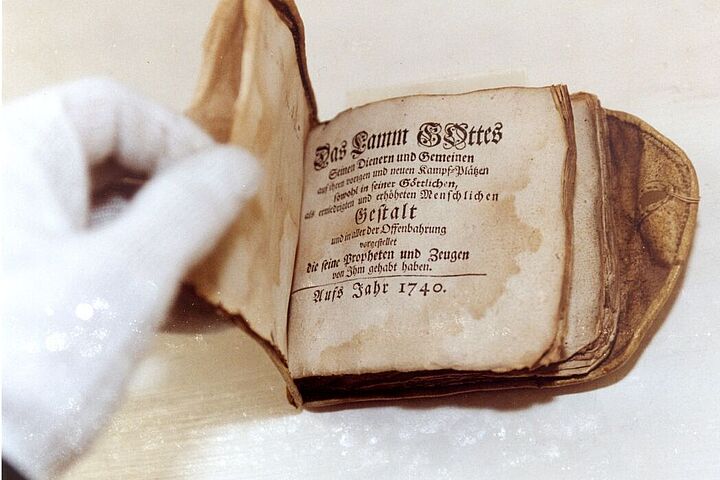 Das Lamm GOttes
Seinen Dienern und Gemeinen
auf ihren vorigen und neuen Kampf-Plätzen
sowohl in seiner Göttlichen,
als erniedrigten und erhöheten Menschlichen
Gestalt
und in aller der Offenbahrung
vorgestellet
die seine Propheten und Zeugen
von Ihm gehabt haben.
Aufs Jahr 1740.